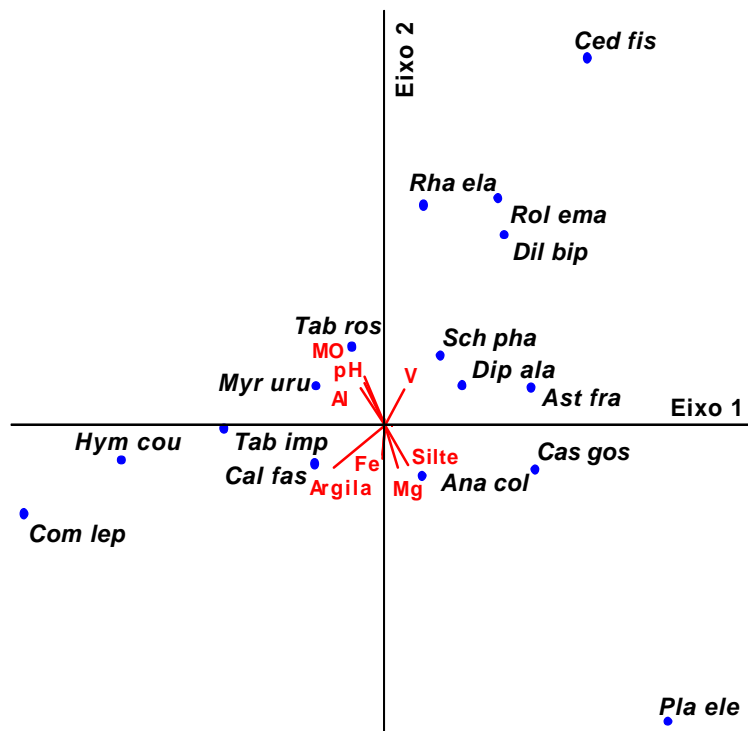 Eixo 2
Ced fis
Rha ela
Rol ema
Dil bip
Tab ros
MO
pH
Al
V
Sch pha
Dip ala
Myr uru
Ast fra
Eixo 1
Hym cou
Tab imp
Cal fas
Fe
Silte
Cas gos
Argila
Mg
Ana col
Com lep
Pla ele